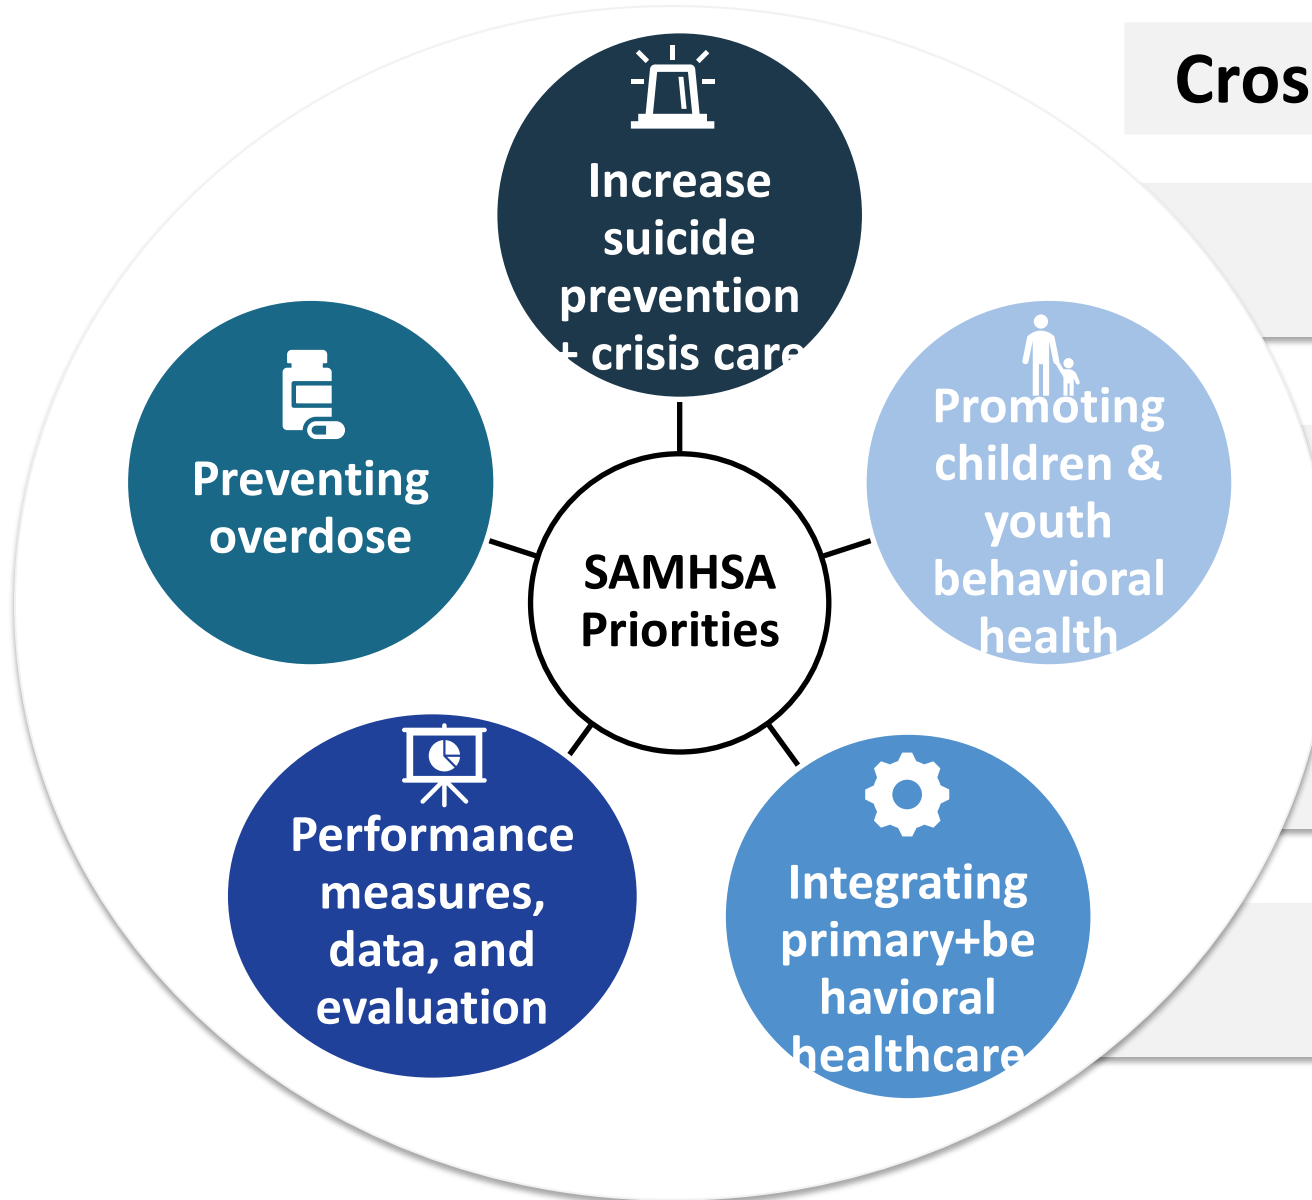 Cros
Increase
suicide
prevention
+ crisis care
Promoting
children &
youth
behavioral
health
Preventing
overdose
SAMHSA
Priorities
Performance
measures,
data, and
evaluation
Integrating
primary+be
havioral
healthcare